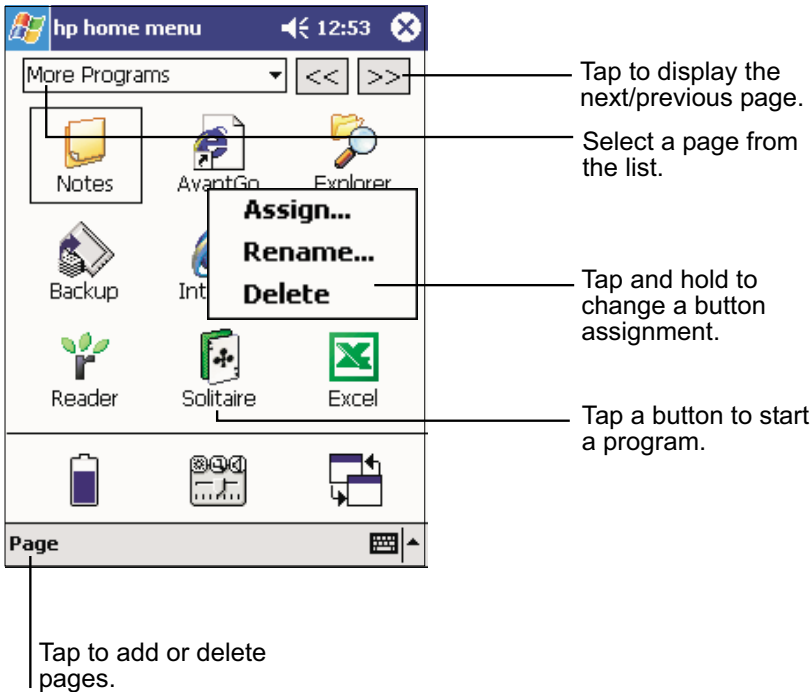 hp home menu 12:53
More Programs << >>
Tap to display the
next/previous page.
Select a page from
the list.
Notes AvantGo Explorer
Assign...
Rename...
Delete
Backup Int
Tap and hold to
change a button
assignment.
Reader Solitaire Excel
Tap a button to start
a program.
Page
Tap to add or delete
pages.